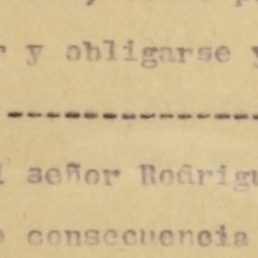 r y obligarse y
--------------------
l señor Rodrigu
consecuencia